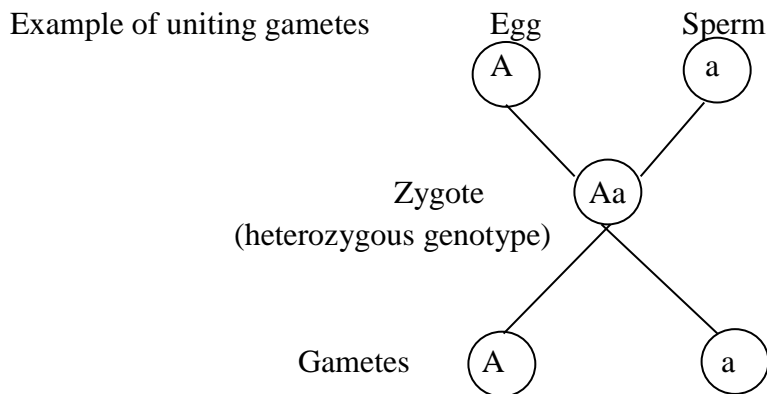 Example of uniting gametes Egg Sperm
A a
Zygote Aa
(heterozygous genotype)
Gametes A a